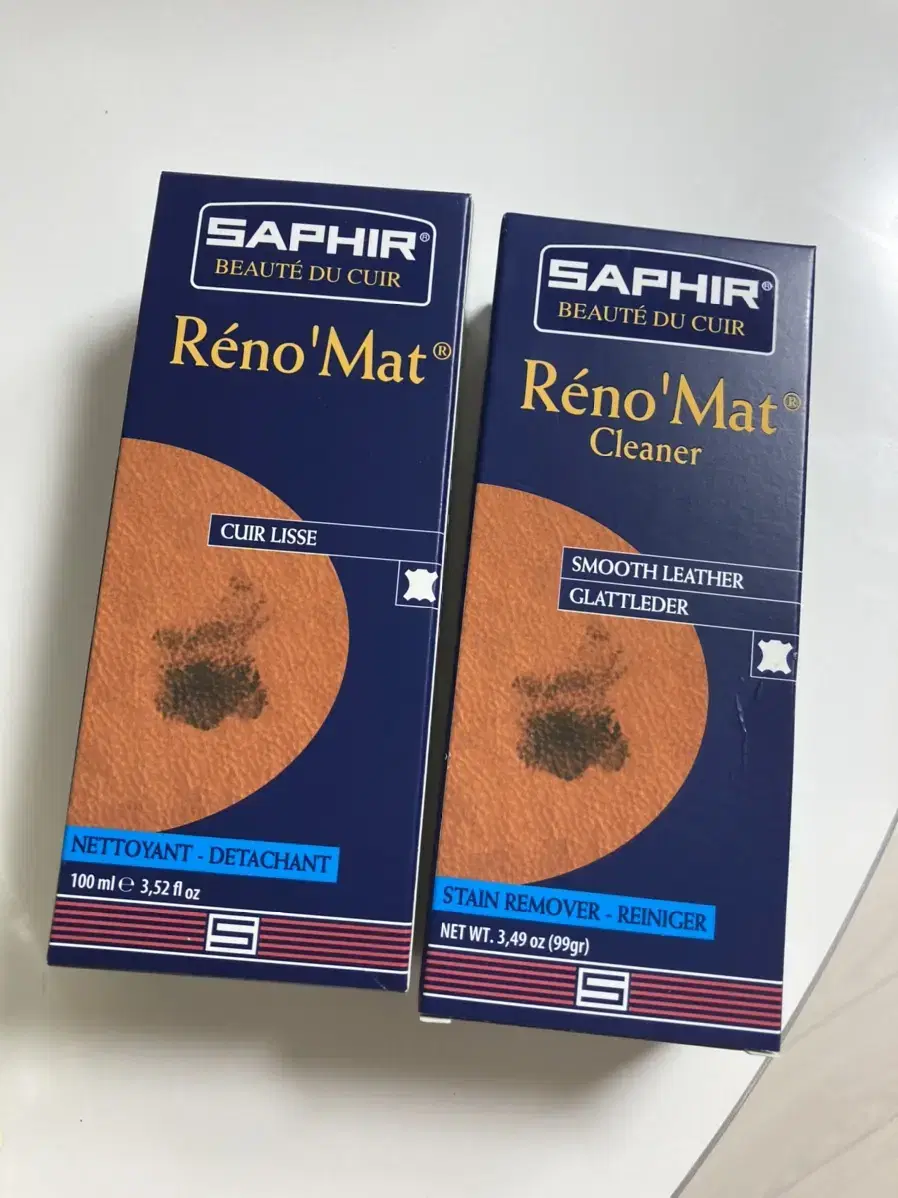 SAPHIR®
BEAUTÉ DU CUIR
Réno'Mat®
CUIR LISSE
NETTOYANT - DETACHANT
100 ml ℮ 3,52 fl oz
SAPHIR®
BEAUTÉ DU CUIR
Réno'Mat®
Cleaner
SMOOTH LEATHER
GLATTLEDER
STAIN REMOVER - REINIGER
NET WT. 3,49 oz (99gr)